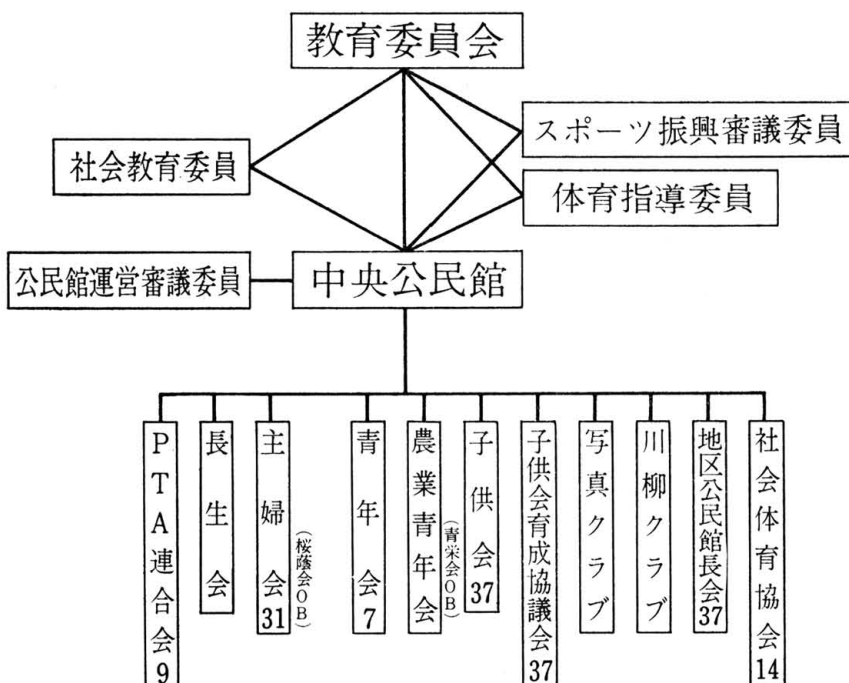 教育委員会
スポーツ振興審議委員
社会教育委員
体育指導委員
公民館運営審議委員
中央公民館
PTA連合会9
長生会
主婦会31
(桜蔭会OB)
青年会7
農業青年会
(青栄会OB)
子供会37
子供会育成協議会37
写真クラブ
川柳クラブ
地区公民館長会37
社会体育協会14